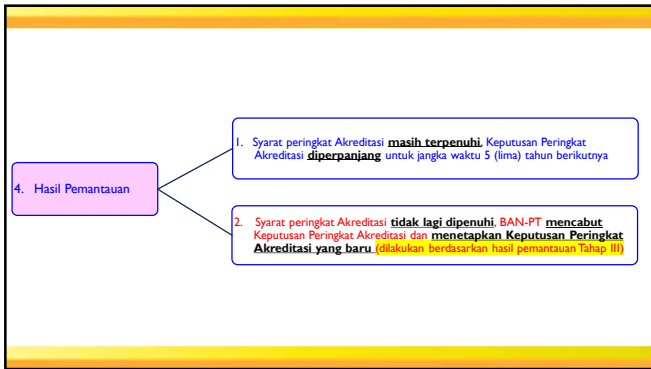 4. Hasil Pemantauan
1. Syarat peringkat Akreditasi masih terpenuhi, Keputusan Peringkat
Akreditasi diperpanjang untuk jangka waktu 5 (lima) tahun berikutnya
2. Syarat peringkat Akreditasi tidak lagi dipenuhi, BAN-PT mencabut
Keputusan Peringkat Akreditasi dan menetapkan Keputusan Peringkat
Akreditasi yang baru (dilakukan berdasarkan hasil pemantauan Tahap III)